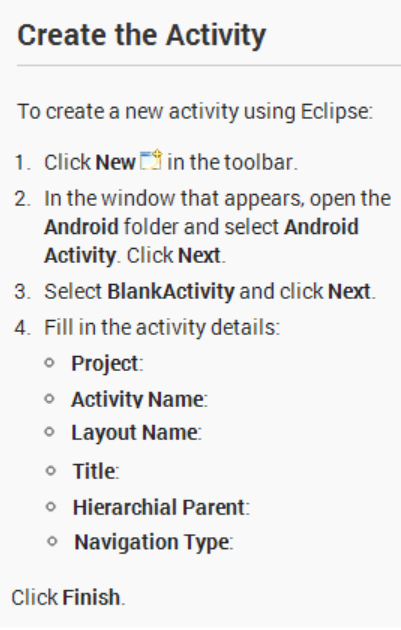 Create the Activity
To create a new activity using Eclipse:
1. Click New in the toolbar.
2. In the window that appears, open the
Android folder and select Android
Activity. Click Next.
3. Select BlankActivity and click Next.
4. Fill in the activity details:
Project:
Activity Name:
Layout Name:
Title:
Hierarchial Parent:
Navigation Type:
Click Finish.